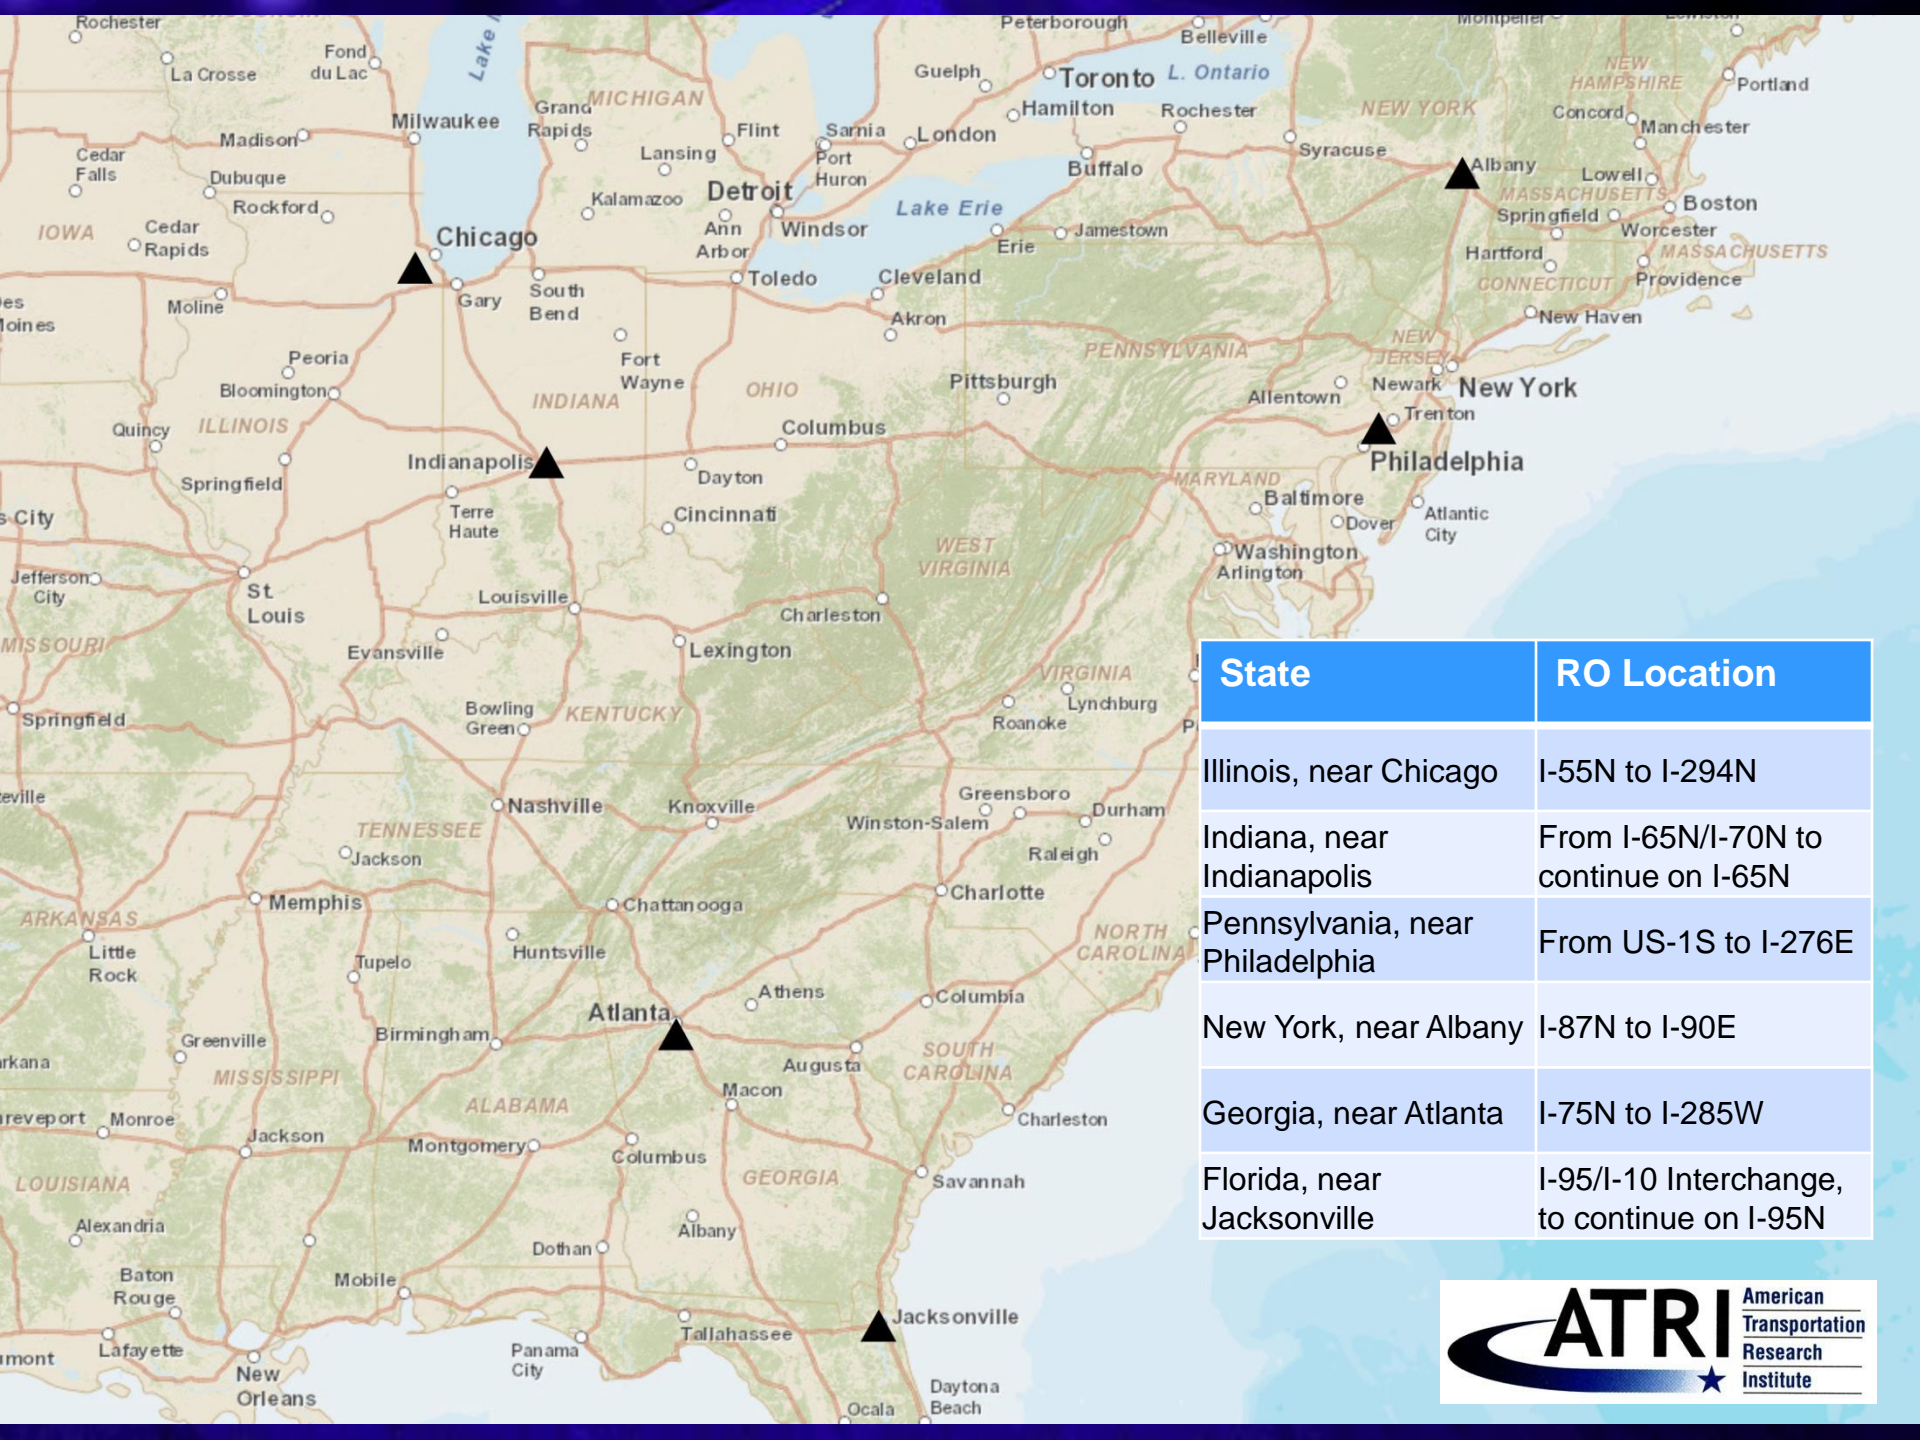 Rochester
Peterborough
Belleville
La Crosse
Fond
du Lac
Lake
Guelph
Toronto
L. Ontario
NEW
HAMPSHIRE
Portland
Milwaukee
Grand
Rapids
MICHIGAN
Hamilton
Rochester
NEW YORK
Concord
Manchester
Madison
Flint
Sarnia
London
Syracuse
Cedar
Falls
Lansing
Port
Huron
Buffalo
Albany
Lowell
Dubuque
Detroit
MASSACHUSETTS
Rockford
Kalamazoo
Lake Erie
Springfield
Boston
IOWA
Cedar
Rapids
Chicago
Ann
Arbor
Windsor
Erie
Jamestown
Worcester
Hartford
MASSACHUSETTS
Toledo
Cleveland
CONNECTICUT
Providence
Moline
Gary
South
Bend
Akron
New Haven
es
oines
Peoria
Fort
Wayne
PENNSYLVANIA
NEW
JERSEY
Bloomington
INDIANA
OHIO
Pittsburgh
Allentown
Newark
New York
Trenton
Quincy
ILLINOIS
Columbus
Indianapolis
Philadelphia
Springfield
Dayton
MARYLAND
Baltimore
s City
Terre
Haute
Cincinnati
Dover
Atlantic
City
WEST
VIRGINIA
Washington
Arlington
Jefferson
City
St.
Louis
Louisville
Charleston
MISSOURI
Evansville
Lexington
VIRGINIA
Lynchburg
Springfield
Bowling
Green
KENTUCKY
Roanoke
P
eville
Nashville
Knoxville
Greensboro
Winston-Salem
Durham
TENNESSEE
Jackson
Raleigh
Memphis
Chattanooga
Charlotte
ARKANSAS
NORTH
CAROLINA
Little
Rock
Tupelo
Huntsville
Atlanta
Athens
Columbia
Greenville
Birmingham
Augusta
SOUTH
CAROLINA
rkana
MISSISSIPPI
ALABAMA
Macon
reveport
Monroe
Jackson
Montgomery
Columbus
Charleston
LOUISIANA
GEORGIA
Savannah
Alexandria
Albany
Dothan
Baton
Rouge
Mobile
Jacksonville
Tallahassee
umont
Lafayette
Panama
City
New
Orleans
Daytona
Beach
Ocala
State RO Location
Illinois, near Chicago I-55N to I-294N
Indiana, near From I-65N/I-70N to
Indianapolis continue on I-65N
Pennsylvania, near
Philadelphia From US-1S to I-276E
New York, near Albany I-87N to I-90E
Georgia, near Atlanta I-75N to I-285W
Florida, near I-95/I-10 Interchange,
Jacksonville to continue on I-95N
ATRI
American
Transportation
Research
Institute